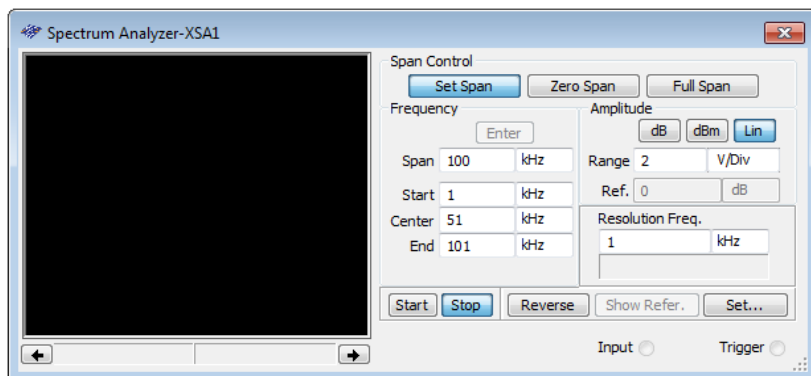 Spectrum Analyzer-XSA1
Span Control
Set Span Zero Span Full Span
Frequency
Enter
Span 100 kHz
Start 1 kHz
Center 51 kHz
End 101 kHz
Amplitude
dB dBm Lin
Range 2 V/Div
Ref. 0 dB
Resolution Freq.
1 kHz
Start Stop Reverse Show Refer. Set...
Input Trigger